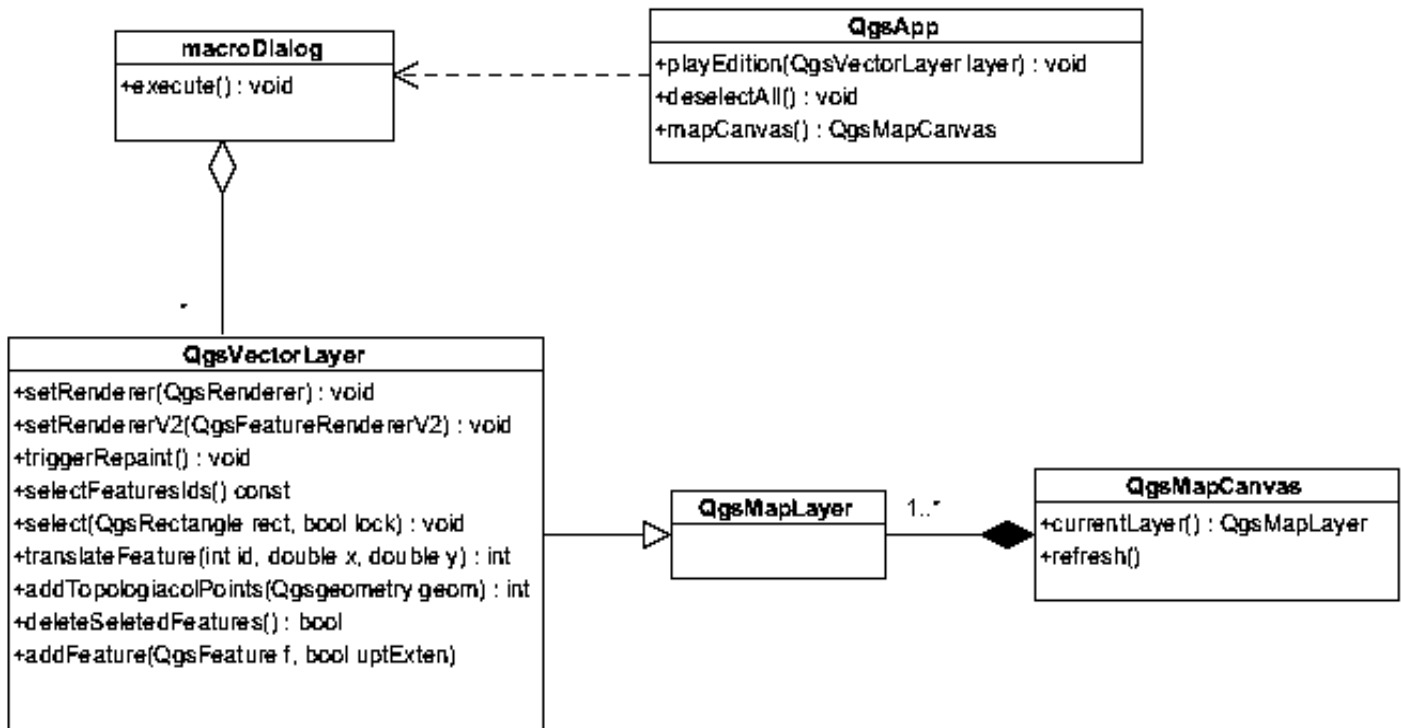 macroDialog
+execute() : void
QgsApp
+playEdition(QgsVectorLayer layer) : void
+deselectAll() : void
+mapCanvas() : QgsMapCanvas
*
QgsVectorLayer
+setRenderer(QgsRenderer) : void
+setRendererV2(QgsFeatureRendererV2) : void
+triggerRepaint() : void
+selectFeaturesIds() const
+select(QgsRectangle rect, bool lock) : void
+translateFeature(int id, double x, double y) : int
+addTopologiacolPoints(Qgsgeometry geom) : int
+deleteSeletedFeatures() : bool
+addFeature(QgsFeature f, bool uptExten)
QgsMapLayer
1..*
QgsMapCanvas
+currentLayer() : QgsMapLayer
+refresh()